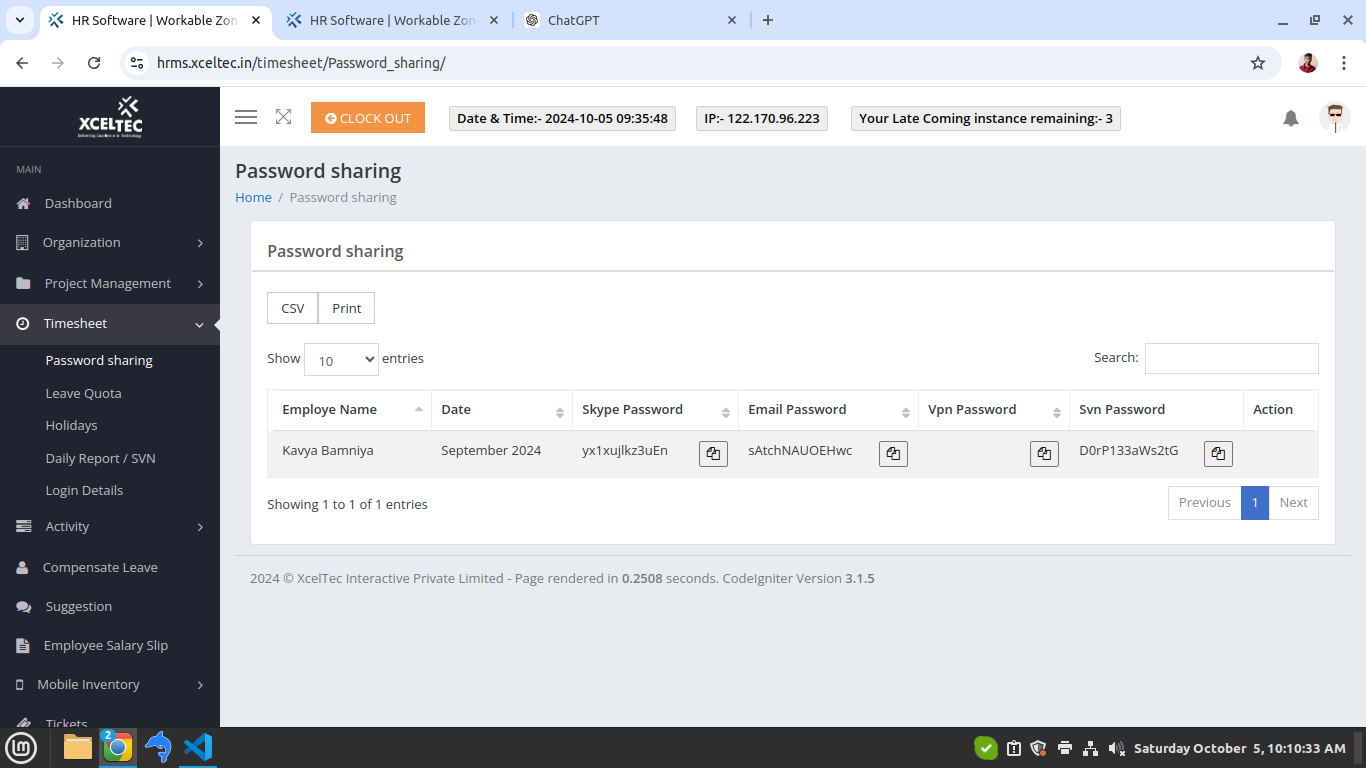 HR Software | Workable Zon
HR Software | Workable Zon
ChatGPT
hrms.xceltec.in/timesheet/Password_sharing/
XCELTEC
CLOCK OUT
Date & Time:- 2024-10-05 09:35:48
IP:- 122.170.96.223
Your Late Coming instance remaining:- 3
MAIN
Dashboard
Organization
Project Management
Timesheet
Password sharing
Leave Quota
Holidays
Daily Report / SVN
Login Details
Activity
Compensate Leave
Suggestion
Employee Salary Slip
Mobile Inventory
Tickets
Password sharing
Home / Password sharing
Password sharing
CSV Print
Show 10 entries
Search:
Employe Name Date Skype Password Email Password Vpn Password Svn Password Action
Kavya Bamniya September 2024 yx1xujlkz3uEn sAtchNAUOEHwc D0rP133aWs2tG
Showing 1 to 1 of 1 entries
Previous 1 Next
2024 © XcelTec Interactive Private Limited - Page rendered in 0.2508 seconds. CodeIgniter Version 3.1.5
2
Saturday October 5, 10:10:33 AM